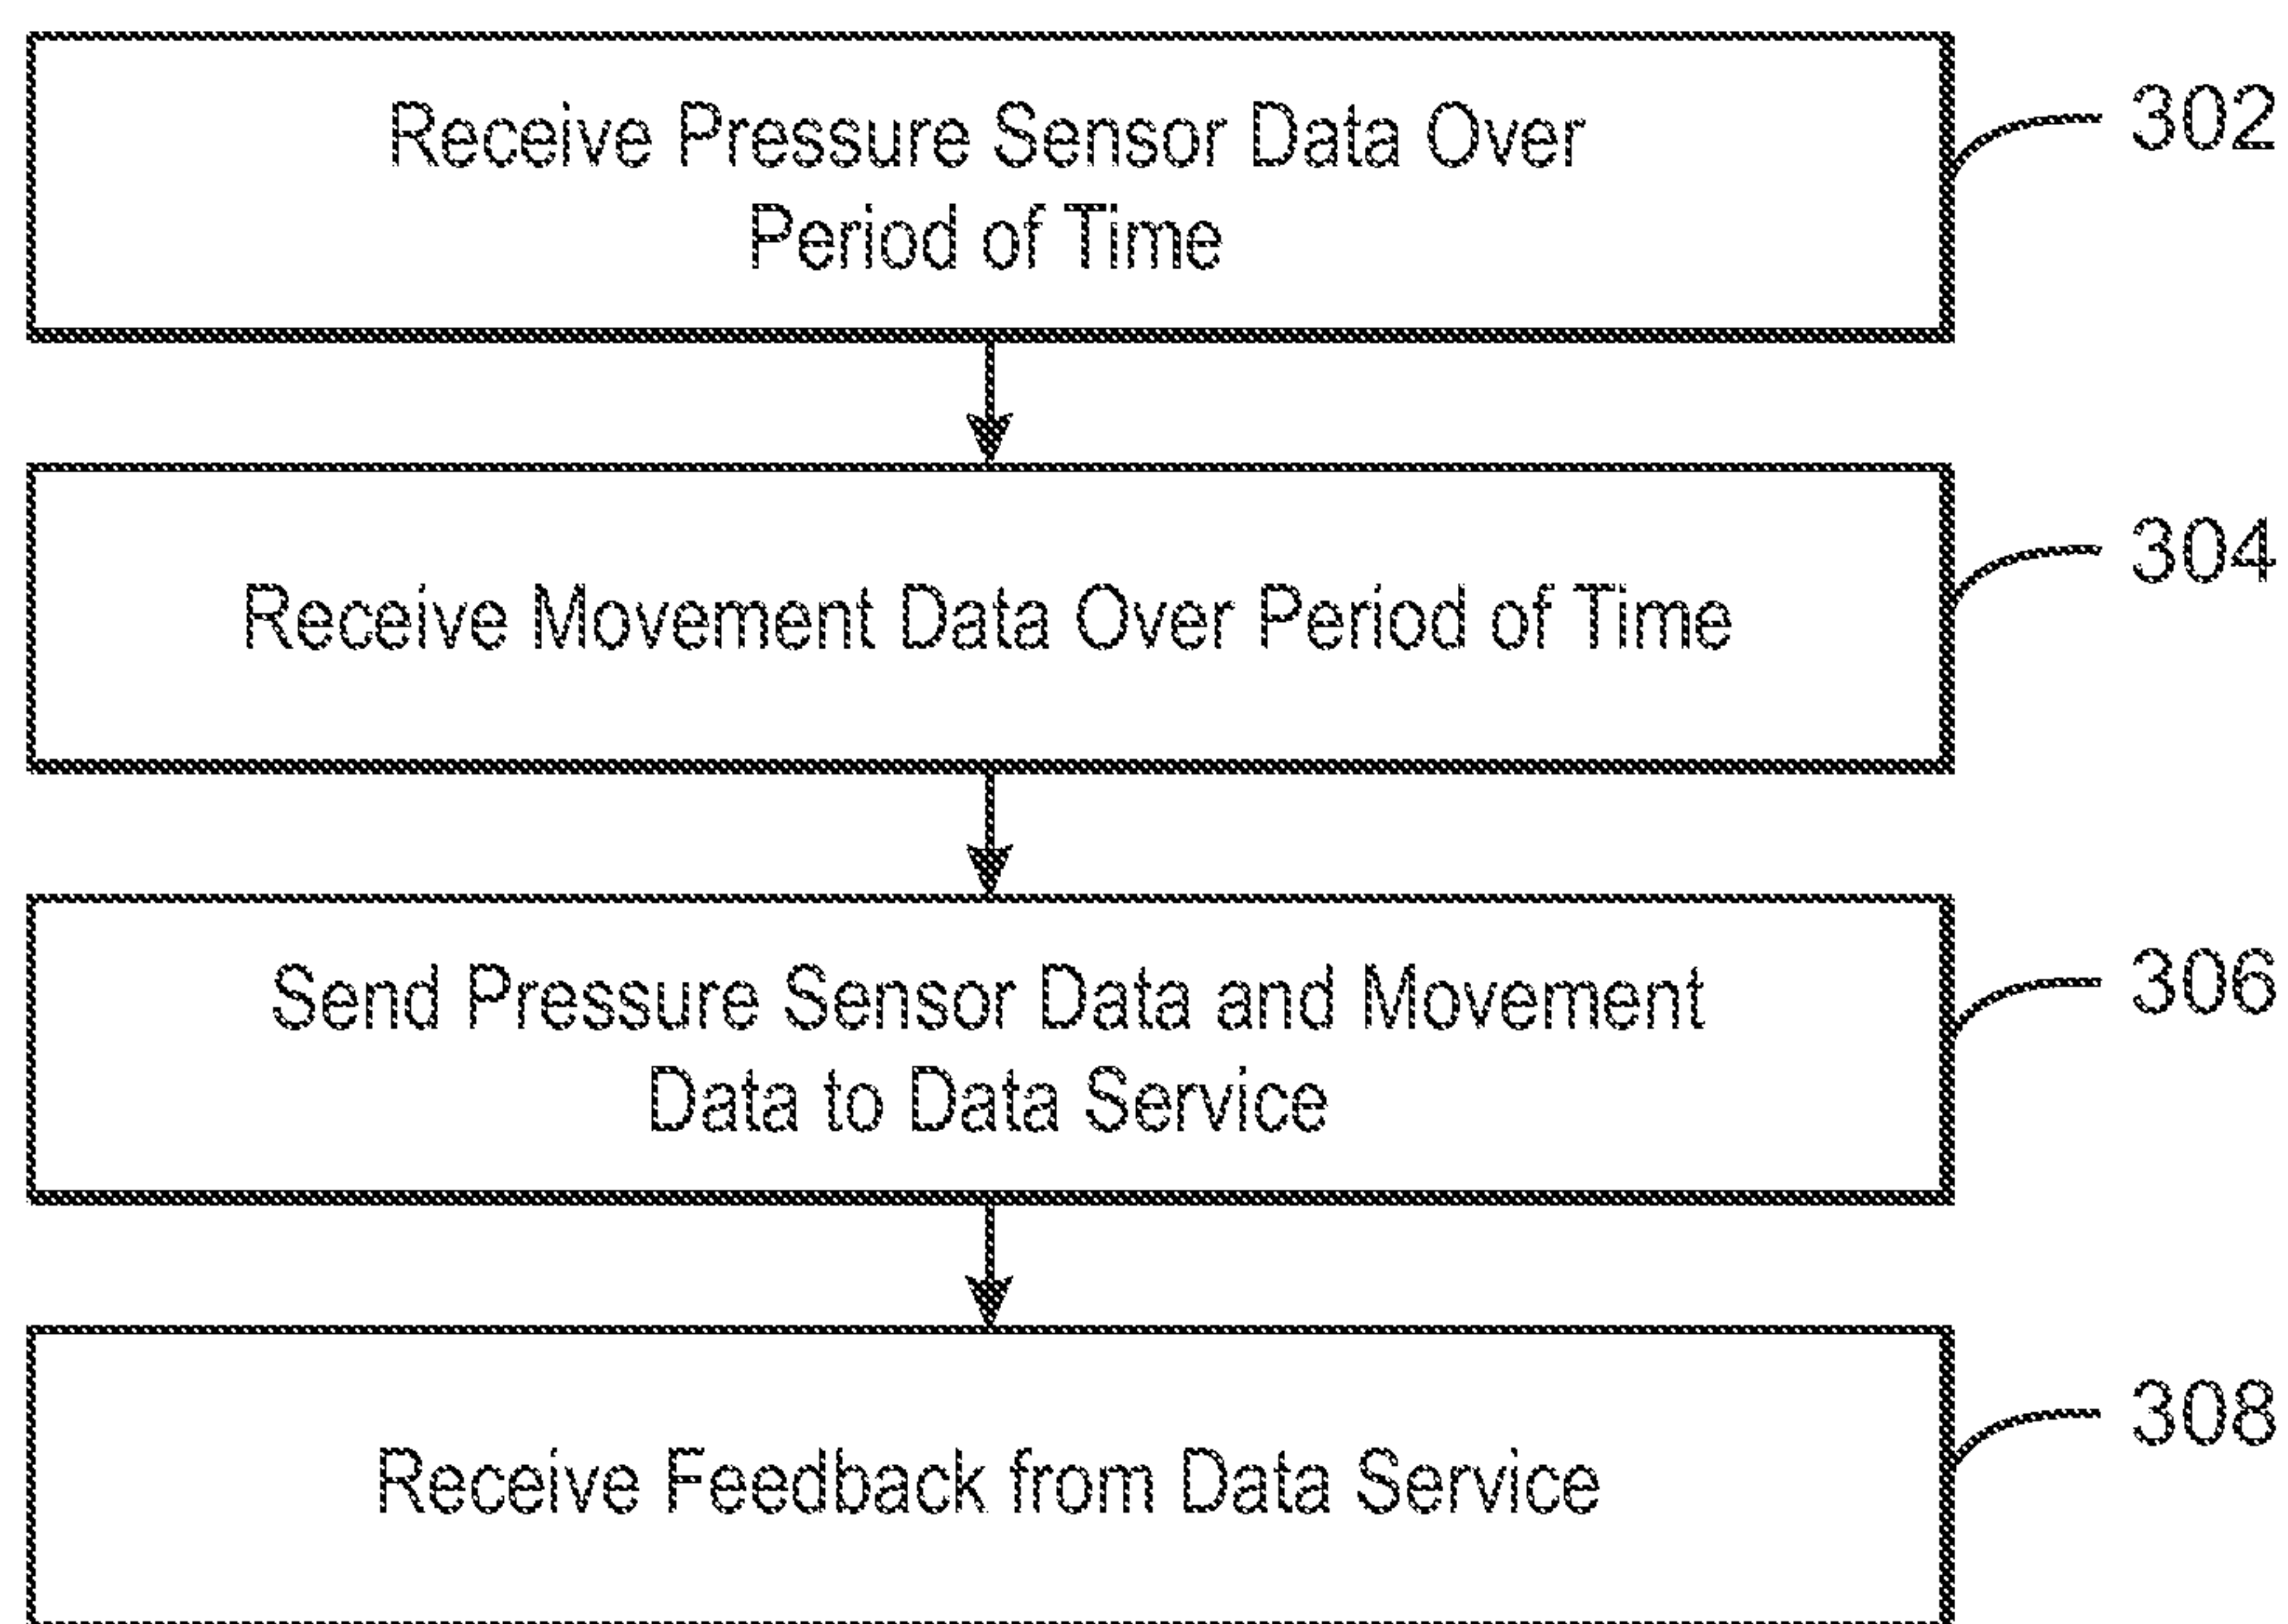 Receive Pressure Sensor Data Over
Period of Time
302
Receive Movement Data Over Period of Time
304
Send Pressure Sensor Data and Movement
Data to Data Service
306
Receive Feedback from Data Service
308